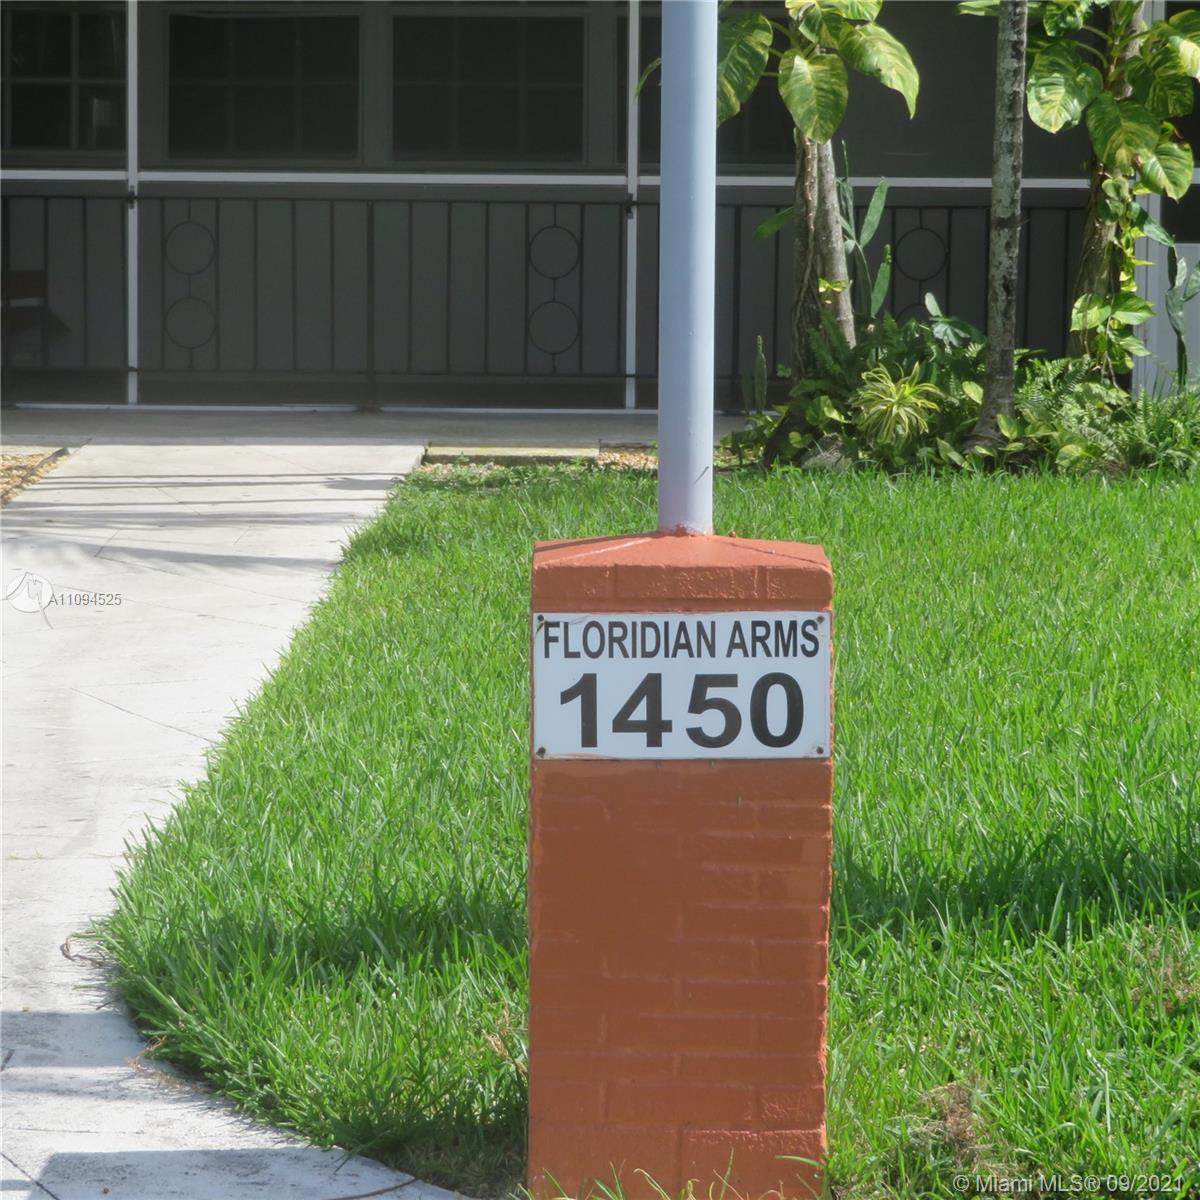 A11094525
FLORIDIAN ARMS
1450
© Miami MLS® 09/2021